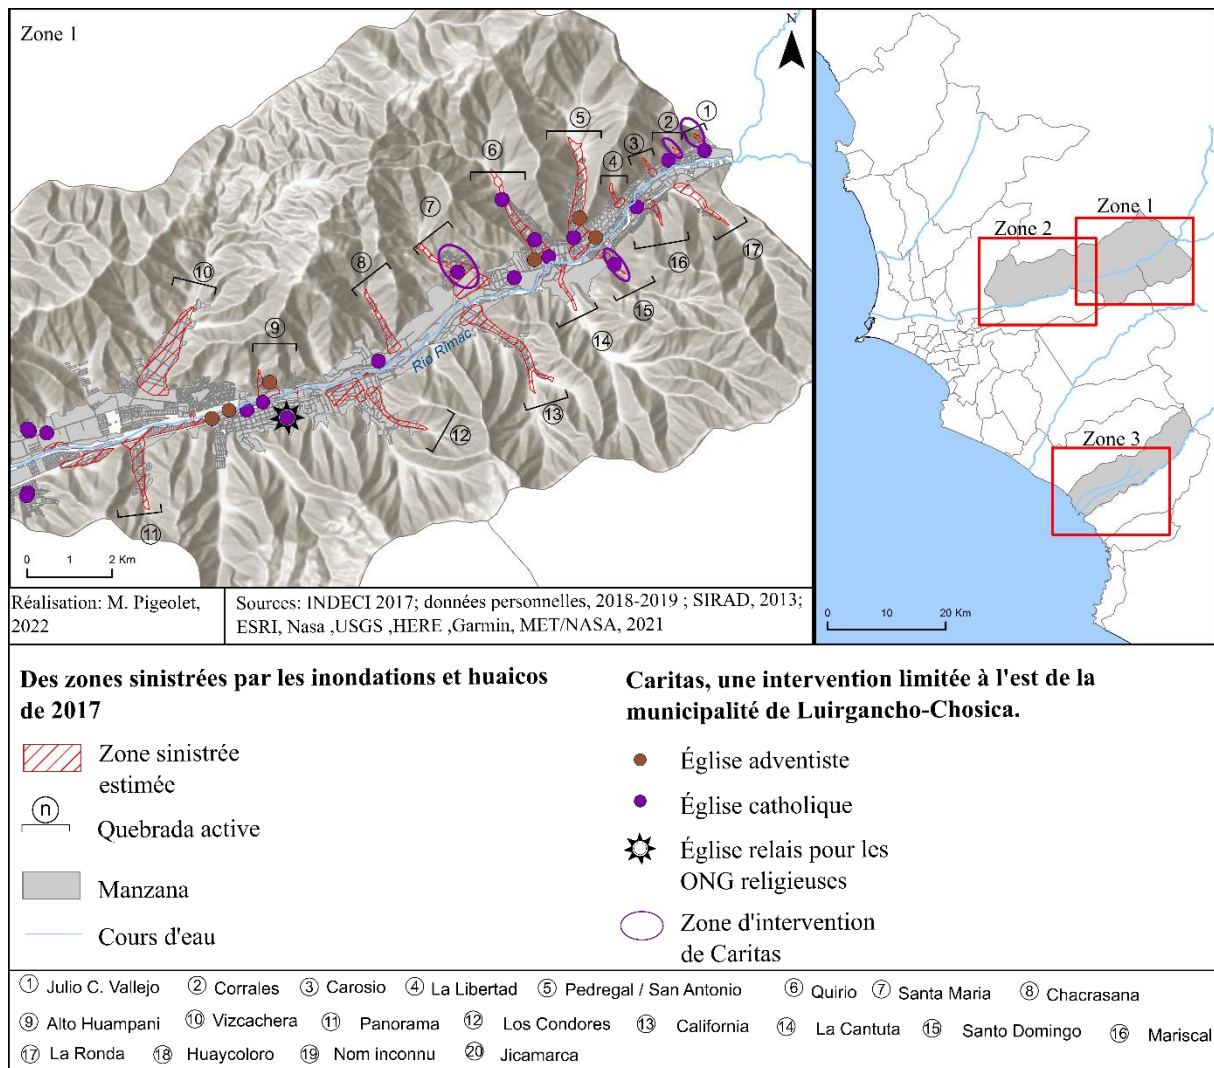 Zone 1
N
1
2
3
4
5
6
7
8
9
10
11
12
13
14
15
16
17
Rio Rimac
0 1 2 Km
Zone 1
Zone 2
Zone 3
0 10 20 Km
Réalisation: M. Pigeolet,
2022
Sources: INDECI 2017; données personnelles, 2018-2019 ; SIRAD, 2013;
ESRI, Nasa ,USGS ,HERE ,Garmin, MET/NASA, 2021
Des zones sinistrées par les inondations et huaicos
de 2017
Zone sinistrée
estimée
n
Quebrada active
Manzana
Cours d'eau
Caritas, une intervention limitée à l'est de la
municipalité de Luirgancho-Chosica.
Église adventiste
Église catholique
Église relais pour les
ONG religieuses
Zone d'intervention
de Caritas
1 Julio C. Vallejo 2 Corrales 3 Carosio 4 La Libertad 5 Pedregal / San Antonio 6 Quirio 7 Santa Maria 8 Chacrasana
9 Alto Huampani 10 Vizcachera 11 Panorama 12 Los Condores 13 California 14 La Cantuta 15 Santo Domingo 16 Mariscal
17 La Ronda 18 Huaycoloro 19 Nom inconnu 20 Jicamarca